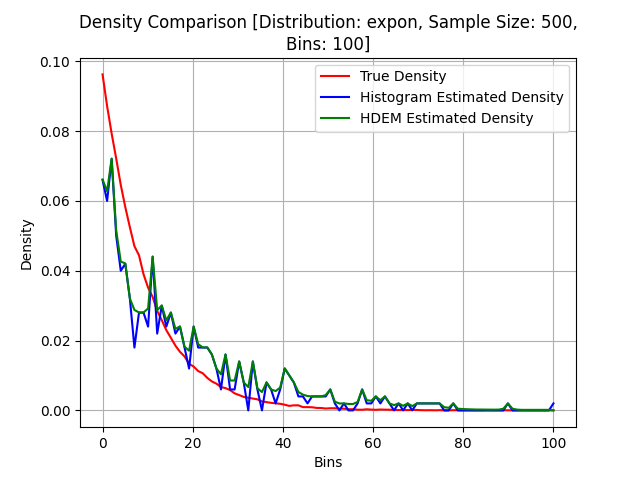 Density Comparison [Distribution: expon, Sample Size: 500,
Bins: 100]
True Density
Histogram Estimated Density
HDEM Estimated Density
Density
0.10
0.08
0.06
0.04
0.02
0.00
0 20 40 60 80 100
Bins